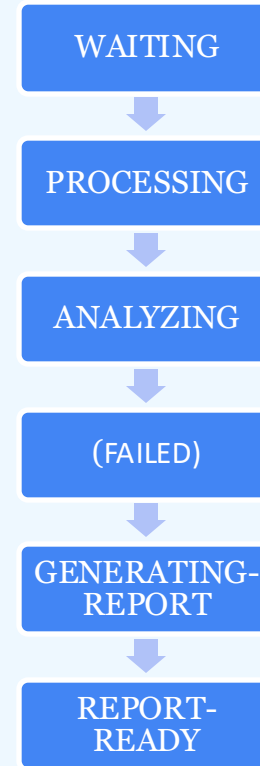 WAITING
PROCESSING
ANALYZING
(FAILED)
GENERATING-
REPORT
REPORT-
READY